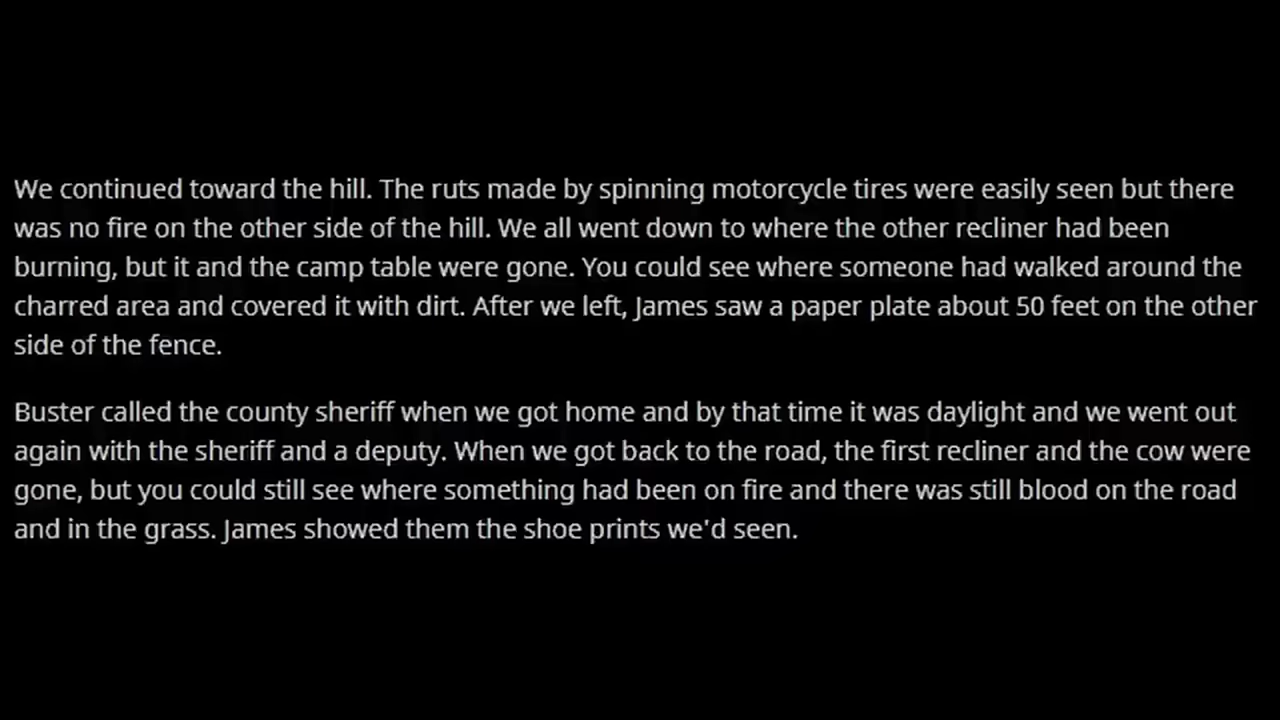 We continued toward the hill. The ruts made by spinning motorcycle tires were easily seen but there
was no fire on the other side of the hill. We all went down to where the other recliner had been
burning, but it and the camp table were gone. You could see where someone had walked around the
charred area and covered it with dirt. After we left, James saw a paper plate about 50 feet on the other
side of the fence.
Buster called the county sheriff when we got home and by that time it was daylight and we went out
again with the sheriff and a deputy. When we got back to the road, the first recliner and the cow were
gone, but you could still see where something had been on fire and there was still blood on the road
and in the grass. James showed them the shoe prints we'd seen.